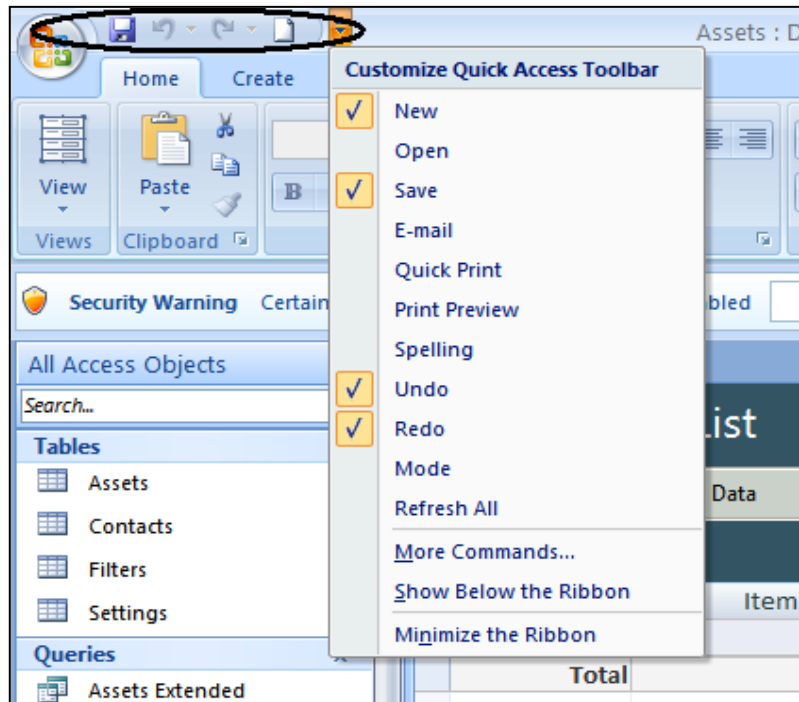 Assets : D
Home Create
Customize Quick Access Toolbar
New
Open
Save
E-mail
Quick Print
Print Preview
Spelling
Undo
Redo
Mode
Refresh All
More Commands...
Show Below the Ribbon
Minimize the Ribbon
View
Paste
B
Views
Clipboard
Security Warning Certain
bled
All Access Objects
Search...
Tables
Assets
Contacts
Filters
Settings
Queries
Assets Extended
List
Data
Item
Total